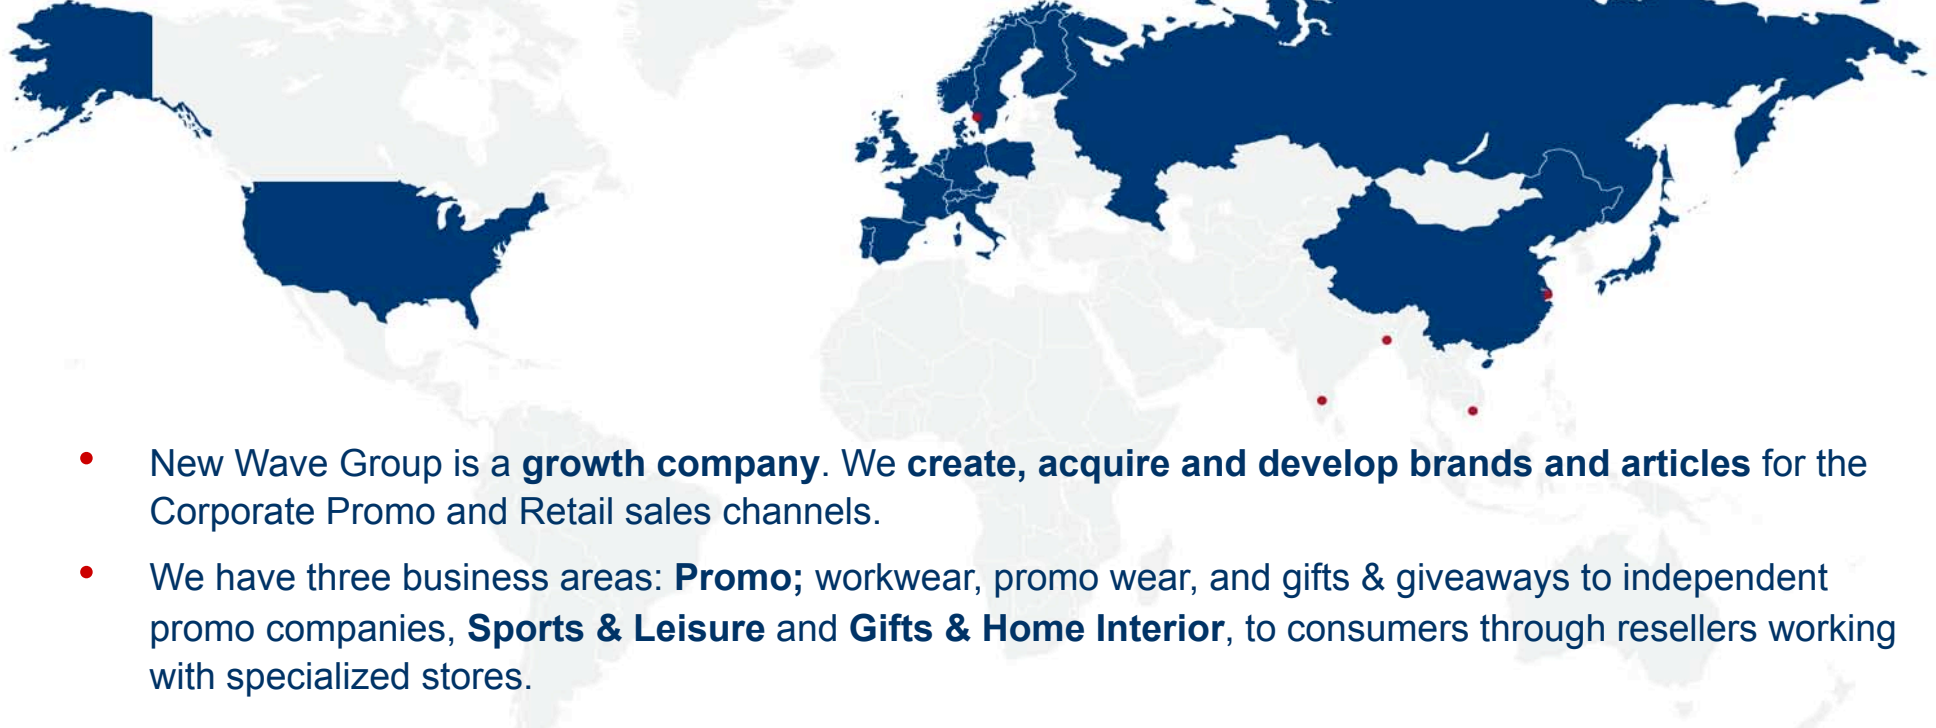 • New Wave Group is a growth company. We create, acquire and develop brands and articles for the
Corporate Promo and Retail sales channels.
• We have three business areas: Promo; workwear, promo wear, and gifts & giveaways to independent
promo companies, Sports & Leisure and Gifts & Home Interior, to consumers through resellers working
with specialized stores.